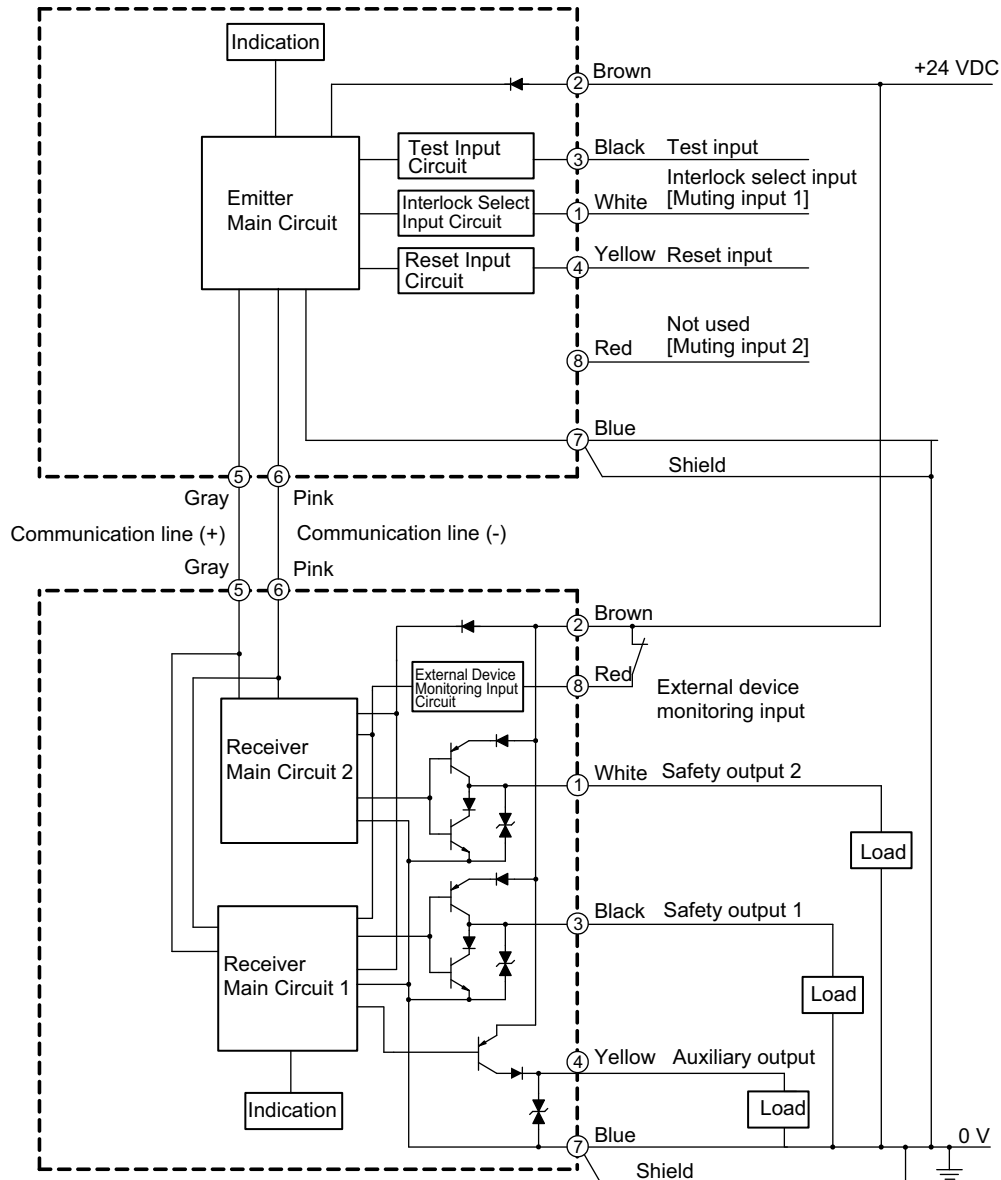 Indication
Brown
+24 VDC
2
Test Input
Circuit
3
Black
Test input
Emitter
Main Circuit
Interlock Select
Input Circuit
1
White
Interlock select input
[Muting input 1]
Reset Input
Circuit
4
Yellow
Reset input
Not used
[Muting input 2]
8
Red
Blue
7
Shield
5
6
Gray
Pink
Communication line (+)
Communication line (-)
Gray
Pink
5
6
Brown
2
External Device
Monitoring Input
Circuit
8
Red
External device
monitoring input
Receiver
Main Circuit 2
1
White
Safety output 2
Load
Receiver
Main Circuit 1
3
Black
Safety output 1
Load
4
Yellow
Auxiliary output
Load
Indication
Blue
7
0 V
Shield